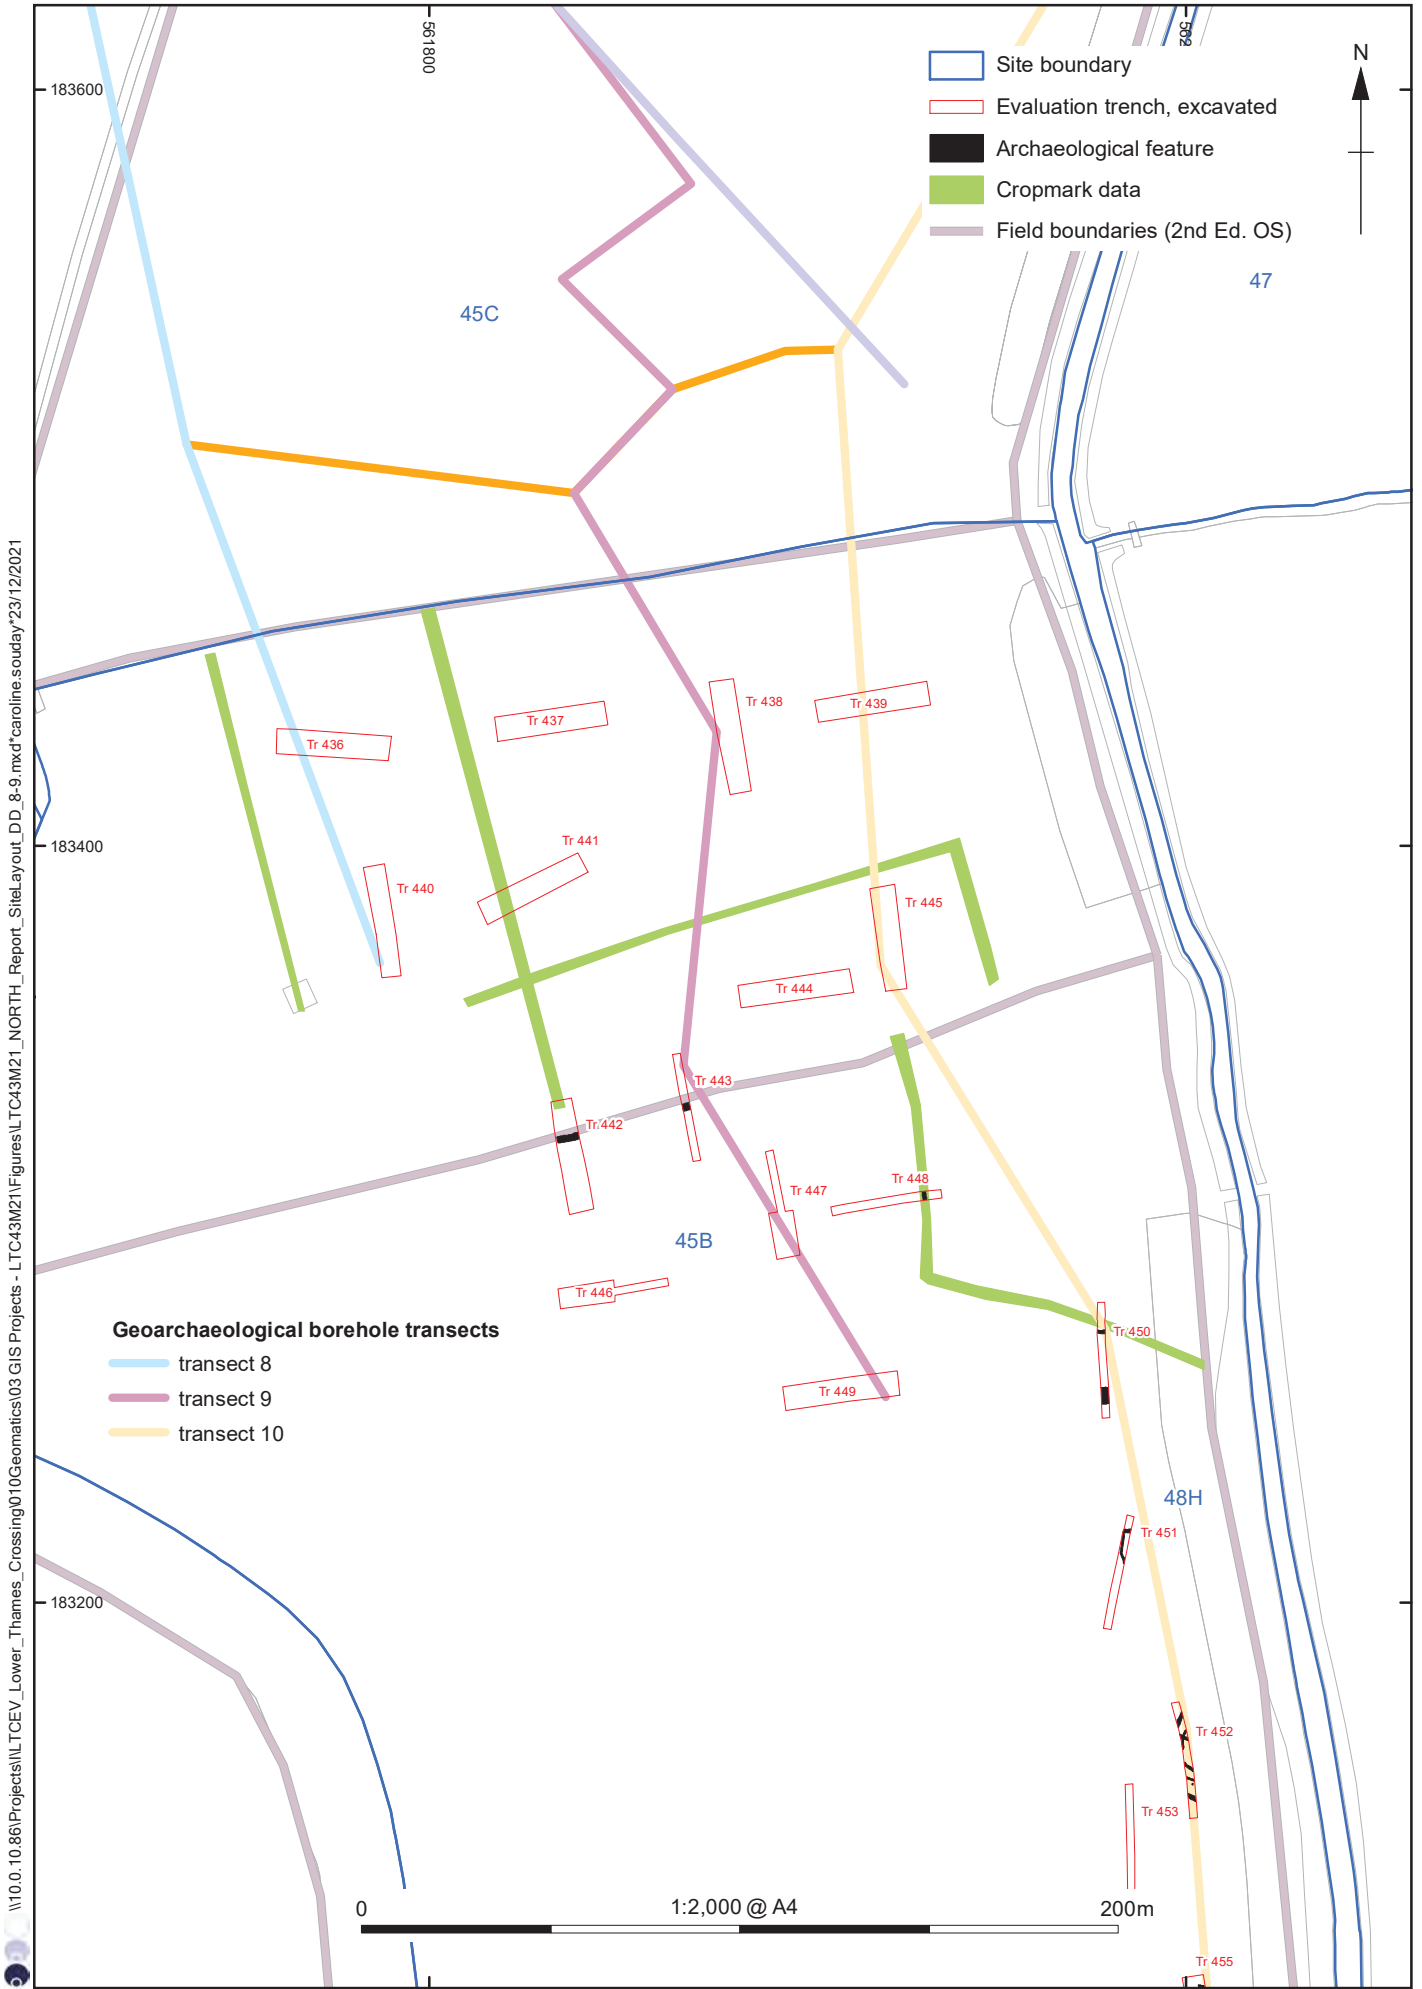 561800
562
183600
Site boundary
Evaluation trench, excavated
Archaeological feature
Cropmark data
Field boundaries (2nd Ed. OS)
N
47
45C
Tr 438
Tr 439
Tr 437
Tr 436
183400
Tr 441
Tr 440
Tr 445
Tr 444
Tr 443
Tr 442
Tr 448
Tr 447
45B
Tr 446
Geoarchaeological borehole transects
transect 8
transect 9
transect 10
Tr 450
Tr 449
48H
Tr 451
183200
Tr 452
Tr 453
0
1:2,000 @ A4
200m
Tr 455
\\10.0.10.86\Projects\I\LTCEV_Lower_Thames_Crossing\010Geomatics\03 GIS Projects - LTC43M21\Figures\LTC43M21_NORTH_Report_SiteLayout_DD_8-9.mxd*caroline.souday*23/12/2021